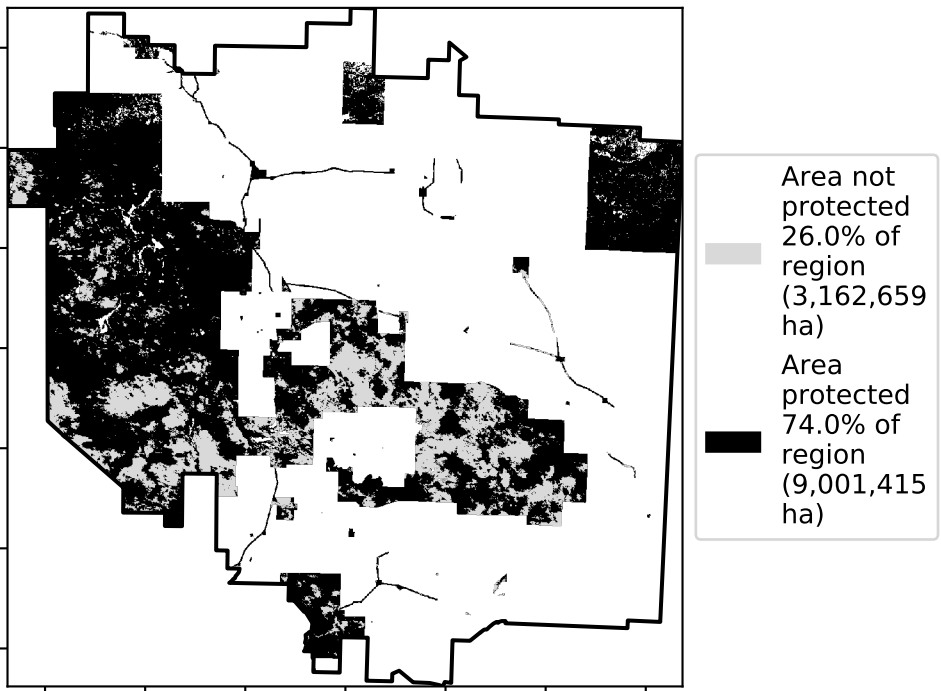 Area not
protected
26.0% of
region
(3,162,659
ha)
Area
protected
74.0% of
region
(9,001,415
ha)